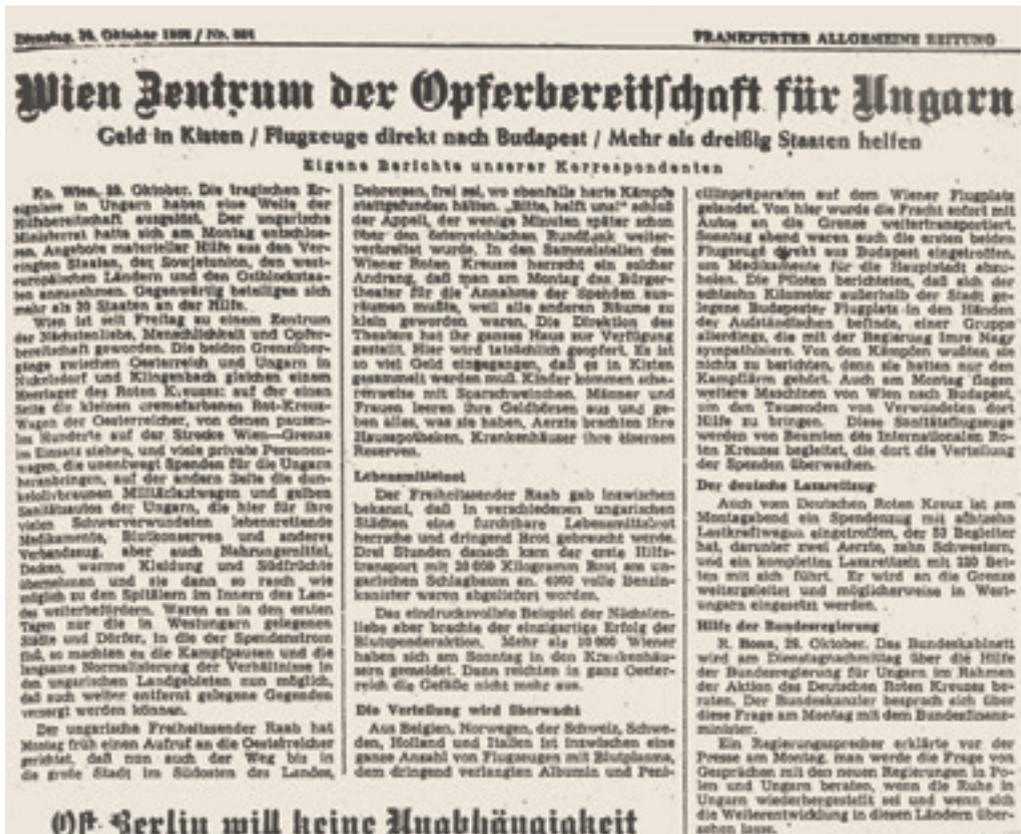 Dienstag, 30. Oktober 1956 / Nr.
FRANKFURTER ALLGEMEINE ZEITUNG
Wien Zentrum der Opferbereitschaft für Ungarn
Geld in Kisten / Flugzeuge direkt nach Budapest / Mehr als dreißig Staaten helfen
Eigene Berichte unserer Korrespondenten
Ko. Wien, 29. Oktober. Die tragischen Er-
eignisse in Ungarn haben eine Welle der
Hilfsbereitschaft ausgelöst. Der ungarische
Ministerrat hatte sich am Montag entschlos-
sen, Angebote materieller Hilfe aus den Ver-
einigten Staaten, der Sowjetunion, den west-
europäischen Ländern und den Ostblockstaa-
ten anzunehmen. Gegenwärtig beteiligen sich
mehr als 30 Staaten an der Hilfe.
Wien ist seit Freitag zu einem Zentrum
der Nächstenliebe, Menschlichkeit und Opfer-
bereitschaft geworden. Die beiden Grenzüber-
gänge zwischen Oesterreich und Ungarn in
Nickelsdorf und Klingenbach gleichen einem
Heerlager des Roten Kreuzes: auf der einen
Seite die kleinen cremefarbenen Rot-Kreuz-
Wagen der Oesterreicher, von denen pausen-
los Hunderte auf der Strecke Wien—Grenze
im Einsatz stehen, und viele private Personen-
wagen, die unentwegt Spenden für die Ungarn
heranbringen, auf der andern Seite die dun-
kelolivbraunen Militärlastwagen und gelben
Sanitätsautos der Ungarn, die hier für ihre
vielen Schwerverwundeten lebensrettende
Medikamente, Blutkonserven und anderes
Verbandszeug, aber auch Nahrungsmittel,
Decken, warme Kleidung und Südfrüchte
übernehmen und sie dann so rasch wie
möglich zu den Spitälern im Innern des Lan-
des weiterbefördern. Waren es in den ersten
Tagen nur die in Westungarn gelegenen
Städte und Dörfer, in die der Spendenstrom
floß, so machten es die Kampfpausen und die
langsame Normalisierung der Verhältnisse in
den ungarischen Landgebieten nun möglich,
daß auch weiter entfernt gelegene Gegenden
versorgt werden können.
Der ungarische Freiheitssender Raab hat
Montag früh einen Aufruf an die Oesterreicher
gerichtet, daß nun auch der Weg bis in
die große Stadt im Südosten des Landes,
Debreczen, frei sei, wo ebenfalls harte Kämpfe
stattgefunden hätten. „Bitte, helft uns!“ schloß
der Appell, der wenige Minuten später schon
über den österreichischen Rundfunk weiter-
verbreitet wurde. In den Sammelstellen des
Wiener Roten Kreuzes herrscht ein solcher
Andrang, daß man am Montag das Bürger-
theater für die Annahme der Spenden aus-
räumen mußte, weil alle anderen Räume zu
klein geworden waren. Die Direktion des
Theaters hat ihr ganzes Haus zur Verfügung
gestellt. Hier wird tatsächlich geopfert. Es ist
so viel Geld eingegangen, daß es in Kisten
gesammelt werden muß. Kinder kommen scha-
renweise mit Sparschweinchen, Männer und
Frauen leeren ihre Geldbörsen aus und ge-
ben alles, was sie haben, Aerzte brachten ihre
Hausapotheken, Krankenhäuser ihre eisernen
Reserven.
Lebensmittelnot
Der Freiheitssender Raab gab inzwischen
bekannt, daß in verschiedenen ungarischen
Städten eine furchtbare Lebensmittelnot
herrsche und dringend Brot gebraucht werde.
Drei Stunden danach kam der erste Hilfs-
transport mit 20 000 Kilogramm Brot am un-
garischen Schlagbaum an. 4000 volle Benzin-
kanister waren abgeliefert worden.
Das eindrucksvollste Beispiel der Nächsten-
liebe aber brachte der einzigartige Erfolg der
Blutspenderaktion. Mehr als 10 000 Wiener
haben sich am Sonntag in den Krankenhäu-
sern gemeldet. Dann reichten in ganz Oester-
reich die Gefäße nicht mehr aus.
Die Verteilung wird überwacht
Aus Belgien, Norwegen, der Schweiz, Schwe-
den, Holland und Italien ist inzwischen eine
ganze Anzahl von Flugzeugen mit Blutplasma,
dem dringend verlangten Albumin und Peni-
cillinpräparaten auf dem Wiener Flugplatz
gelandet. Von hier wurde die Fracht sofort mit
Autos an die Grenze weitertransportiert.
Sonntag abend waren auch die ersten beiden
Flugzeuge direkt aus Budapest eingetroffen,
um Medikamente für die Hauptstadt abzu-
holen. Die Piloten berichteten, daß sich der
achtzehn Kilometer außerhalb der Stadt ge-
legene Budapester Flugplatz in den Händen
der Aufständischen befinde, einer Gruppe
allerdings, die mit der Regierung Imre Nagy
sympathisiere. Von den Kämpfen wußten sie
nichts zu berichten, denn sie hatten nur den
Kampflärm gehört. Auch am Montag flogen
weitere Maschinen von Wien nach Budapest,
um den Tausenden von Verwundeten dort
Hilfe zu bringen. Diese Sanitätsflugzeuge
werden von Beamten des Internationalen Ro-
ten Kreuzes begleitet, die dort die Verteilung
der Spenden überwachen.
Der deutsche Lazarettzug
Auch vom Deutschen Roten Kreuz ist am
Montagabend ein Spendenzug mit achtzehn
Lastkraftwagen eingetroffen, der 53 Begleiter
hat, darunter zwei Aerzte, zehn Schwestern,
und ein komplettes Lazarettzelt mit 220 Bet-
ten mit sich führt. Er wird an die Grenze
weitergeleitet und möglicherweise in West-
ungarn eingesetzt werden.
Hilfe der Bundesregierung
R. Bonn, 29. Oktober. Das Bundeskabinett
wird am Dienstagnachmittag über die Hilfe
der Bundesregierung für Ungarn im Rahmen
der Aktion des Deutschen Roten Kreuzes be-
raten. Der Bundeskanzler besprach sich über
diese Frage am Montag mit dem Bundesfinanz-
minister.
Ein Regierungssprecher erklärte vor der
Presse am Montag, man werde die Frage von
Gesprächen mit den neuen Regierungen in Po-
len und Ungarn beraten, wenn die Ruhe in
Ungarn wiederhergestellt sei und wenn sich
die Weiterentwicklung in diesen Ländern über-
sehen lasse.
Ost-Berlin will keine Unabhängigkeit